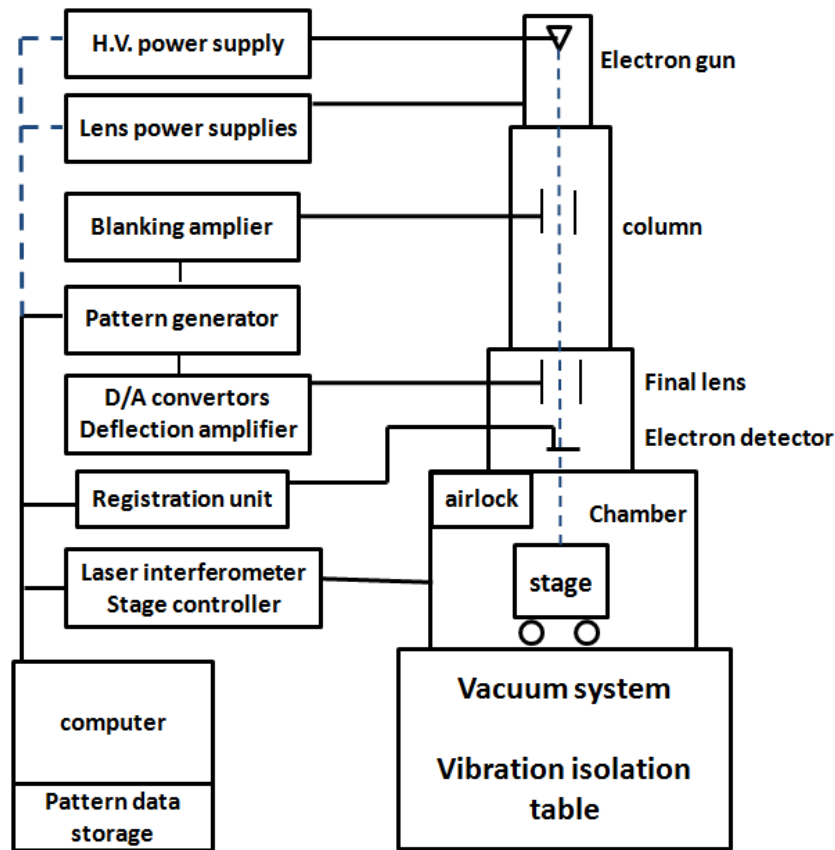 H.V. power supply
Electron gun
Lens power supplies
Blanking amplier
column
Pattern generator
D/A convertors
Deflection amplifier
Final lens
Electron detector
Registration unit
airlock
Chamber
Laser interferometer
Stage controller
stage
Vacuum system
Vibration isolation
table
computer
Pattern data
storage